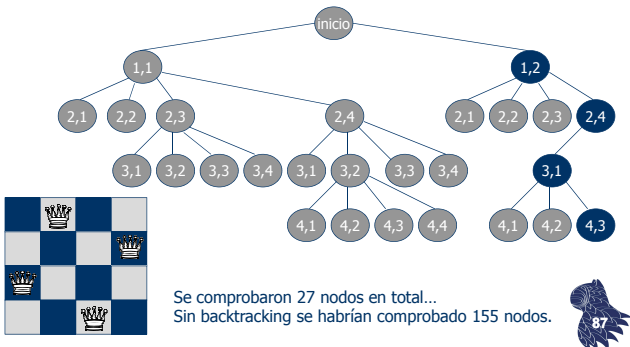 inicio
1,1 1,2
2,1 2,2 2,3 2,4 2,1 2,2 2,3 2,4
3,1 3,2 3,3 3,4 3,1 3,2 3,3 3,4 3,1
4,1 4,2 4,3 4,4 4,1 4,2 4,3
Se comprobaron 27 nodos en total...
Sin backtracking se habrían comprobado 155 nodos.
87